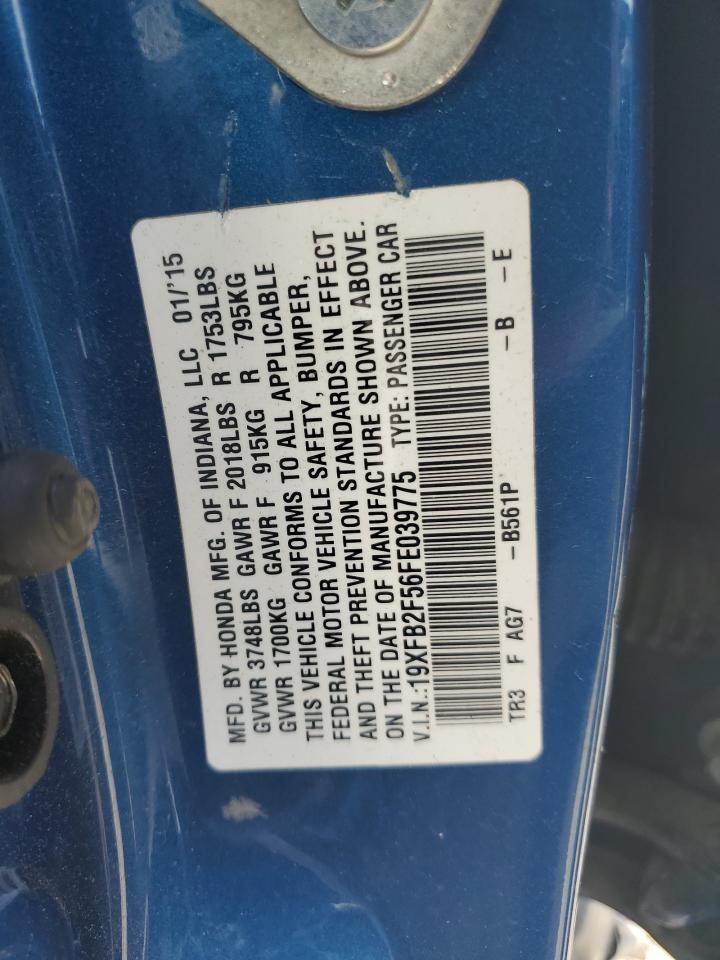 MFD. BY HONDA MFG. OF INDIANA, LLC 01/'15
GVWR 3748LBS GAWR F 2018LBS R 1753LBS
GVWR 1700KG GAWR F 915KG R 795KG
THIS VEHICLE CONFORMS TO ALL APPLICABLE
FEDERAL MOTOR VEHICLE SAFETY, BUMPER,
AND THEFT PREVENTION STANDARDS IN EFFECT
ON THE DATE OF MANUFACTURE SHOWN ABOVE.
V.I.N.:19XFB2F56FE039775 TYPE: PASSENGER CAR
TR3 F AG7 -B561P -B -E